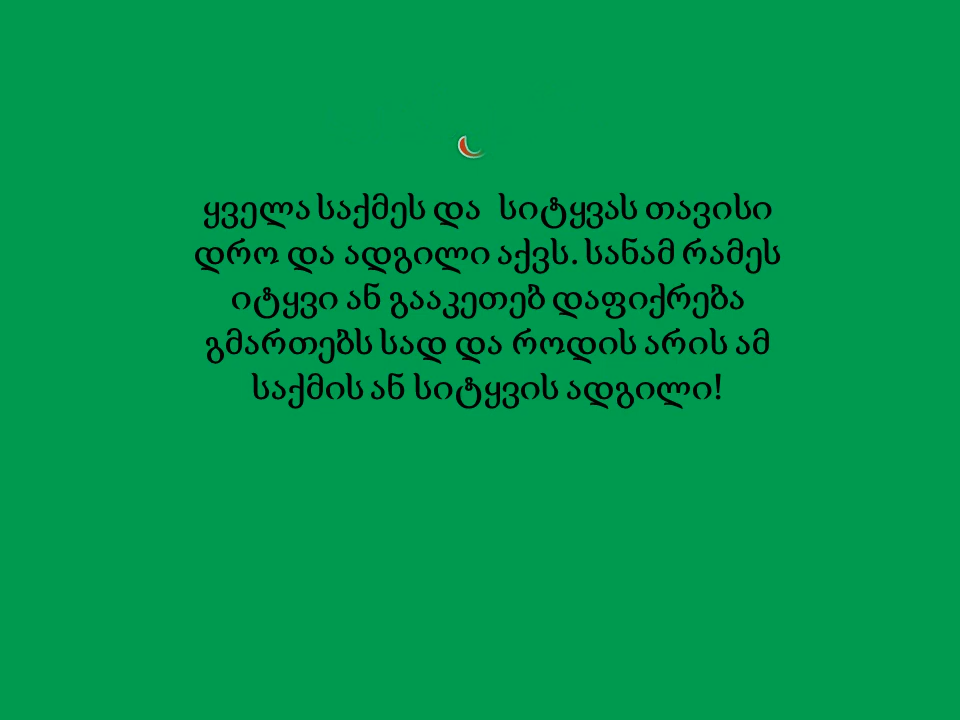 ყველა საქმეს და სიტყვას თავისი
დრო და ადგილი აქვს. სანამ რამეს
იტყვი ან გააკეთებ დაფიქრება
გმართებს სად და როდის არის ამ
საქმის ან სიტყვის ადგილი!